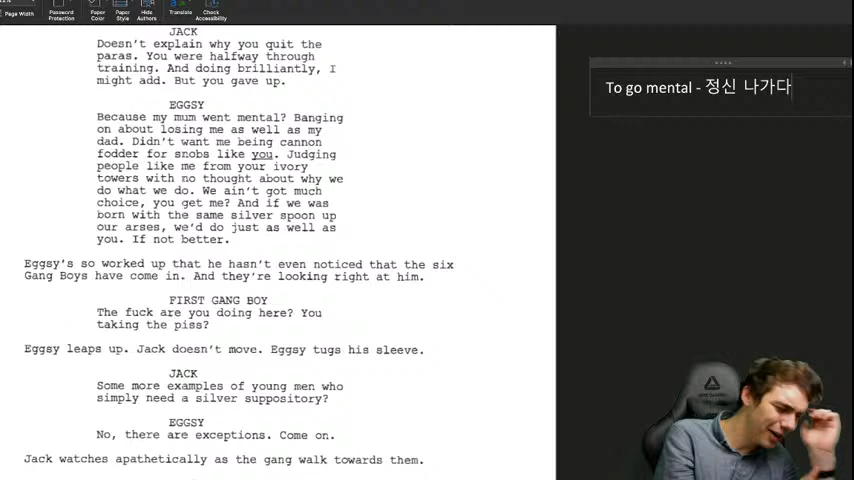 Page Width
Password
Protection
Paper
Color
Paper
Style
Hide
Authors
Translate
Check
Accessibility
JACK
Doesn't explain why you quit the
paras. You were halfway through
training. And doing brilliantly, I
might add. But you gave up.
EGGSY
Because my mum went mental? Banging
on about losing me as well as my
dad. Didn't want me being cannon
fodder for snobs like you. Judging
people like me from your ivory
towers with no thought about why we
do what we do. We ain't got much
choice, you get me? And if we was
born with the same silver spoon up
our arses, we'd do just as well as
you. If not better.
Eggsy's so worked up that he hasn't even noticed that the six
Gang Boys have come in. And they're looking right at him.
FIRST GANG BOY
The fuck are you doing here? You
taking the piss?
Eggsy leaps up. Jack doesn't move. Eggsy tugs his sleeve.
JACK
Some more examples of young men who
simply need a silver suppository?
EGGSY
No, there are exceptions. Come on.
Jack watches apathetically as the gang walk towards them.
To go mental - 정신 나가다